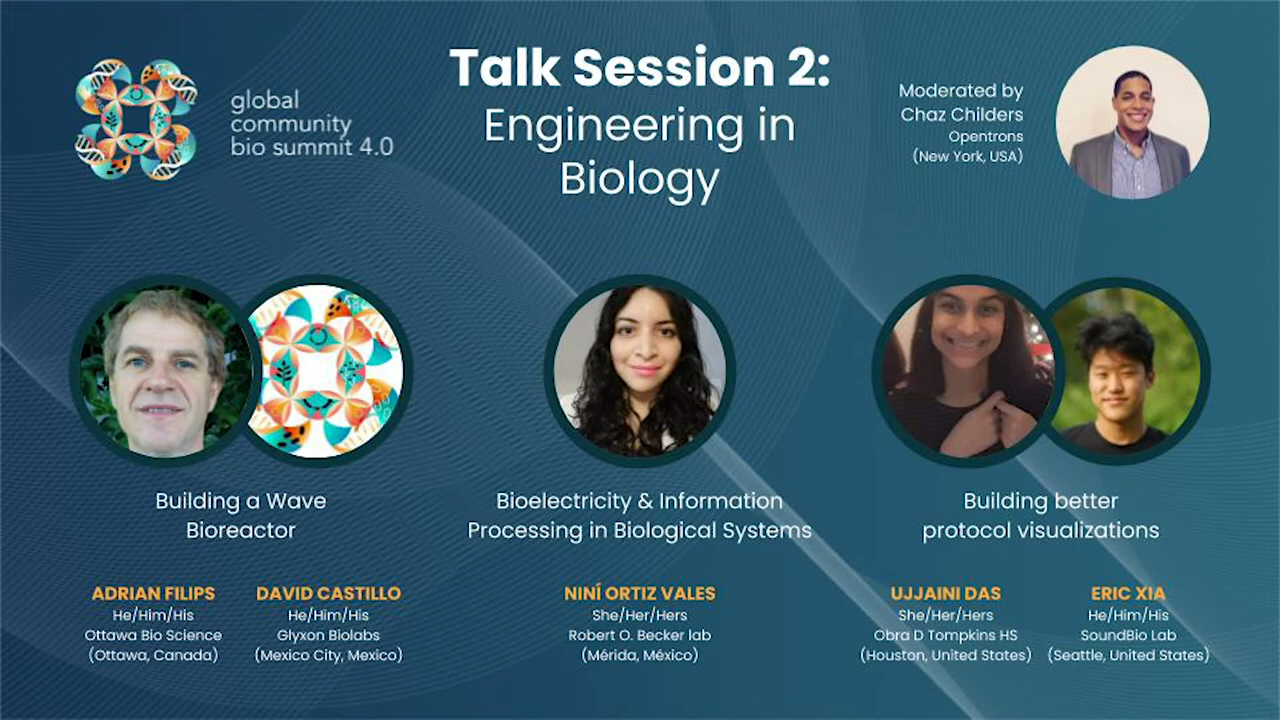 global
community
bio summit 4.0
Talk Session 2:
Engineering in
Biology
Moderated by
Chaz Childers
Opentrons
(New York, USA)
Building a Wave
Bioreactor
ADRIAN FILIPS
He/Him/His
Ottawa Bio Science
(Ottawa, Canada)
DAVID CASTILLO
He/Him/His
Glyxon Biolabs
(Mexico City, Mexico)
Bioelectricity & Information
Processing in Biological Systems
NINÍ ORTIZ VALES
She/Her/Hers
Robert O. Becker lab
(Mérida, México)
Building better
protocol visualizations
UJJAINI DAS
She/Her/Hers
Obra D Tompkins HS
(Houston, United States)
ERIC XIA
He/Him/His
SoundBio Lab
(Seattle, United States)